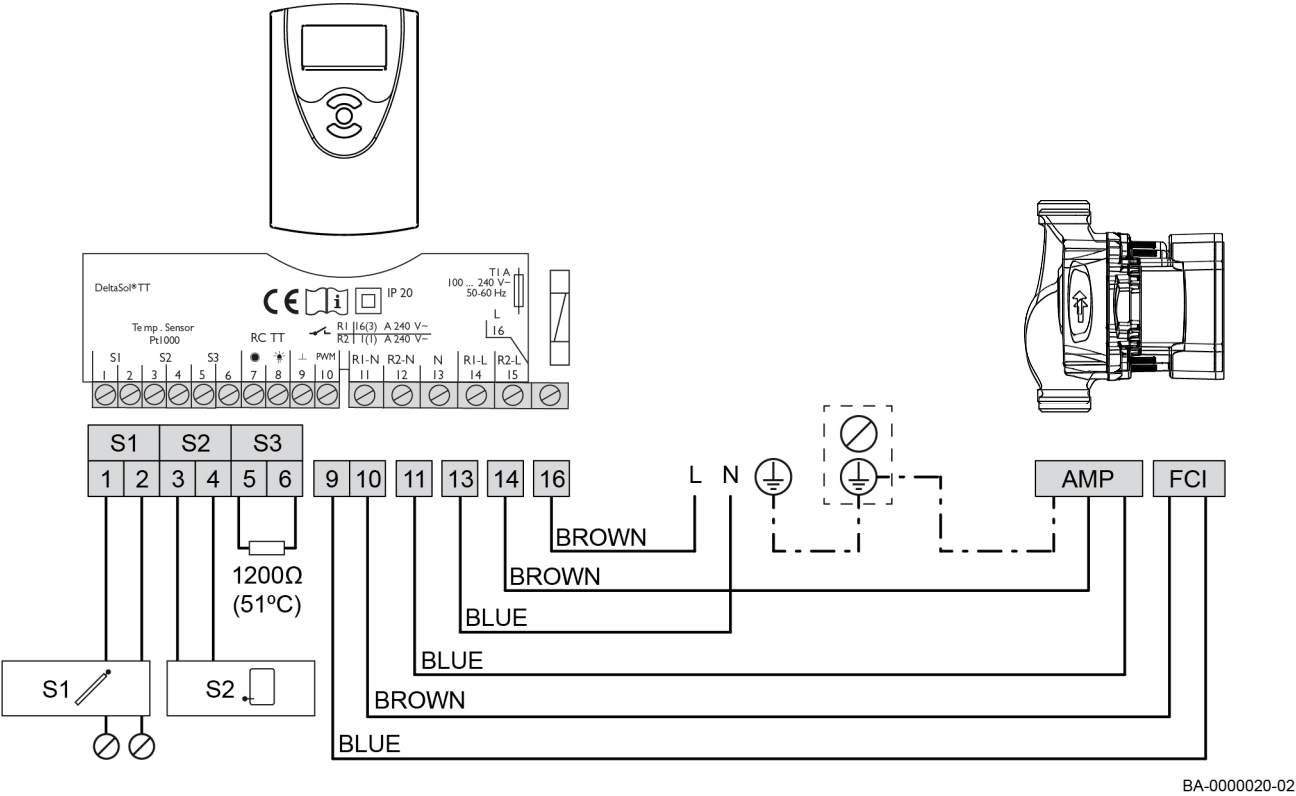 DeltaSol® TT
CE
i
IP 20
T1 A
100 ... 240 V~
50-60 Hz
L
16
Temp. Sensor
Pt1000
RC TT
R1 16(3) A 240 V~
R2 1(1) A 240 V~
S1 S2 S3 ⊥ PWM R1-N R2-N N R1-L R2-L
1 2 3 4 5 6 7 8 9 10 11 12 13 14 15
S1 S2 S3
1 2 3 4 5 6 9 10 11 13 14 16 L N AMP FCI
BROWN
1200Ω
BROWN
(51ºC)
BLUE
BLUE
S1 S2
BROWN
BLUE
BA-0000020-02